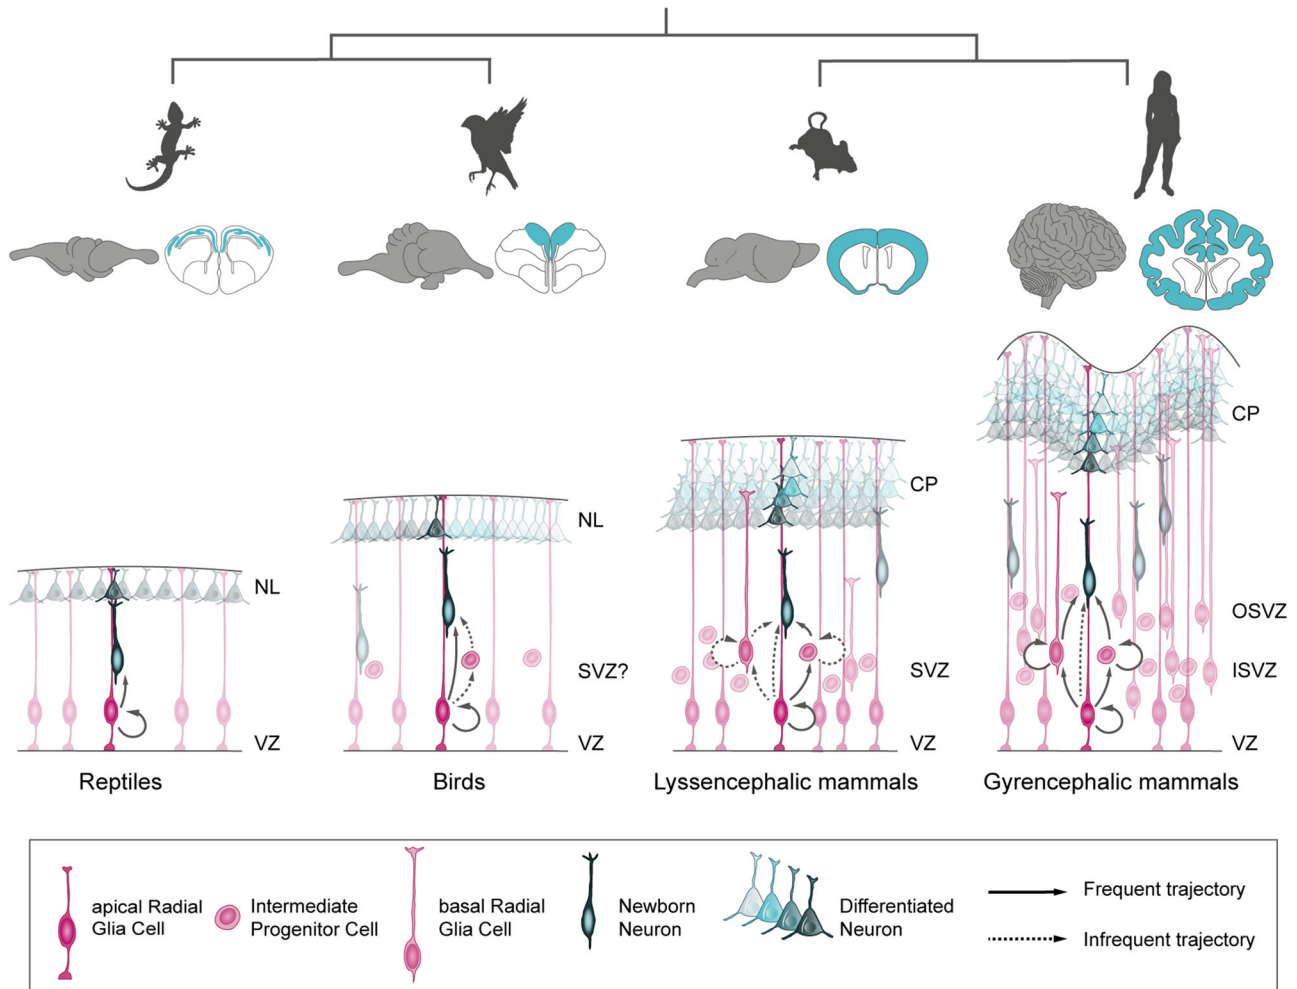 CP
CP
NL
NL
OSVZ
SVZ?
SVZ
ISVZ
VZ
VZ
VZ
VZ
Reptiles
Birds
Lyssencephalic mammals
Gyrencephalic mammals
apical Radial
Glia Cell
Intermediate
Progenitor Cell
basal Radial
Glia Cell
Newborn
Neuron
Differentiated
Neuron
Frequent trajectory
Infrequent trajectory